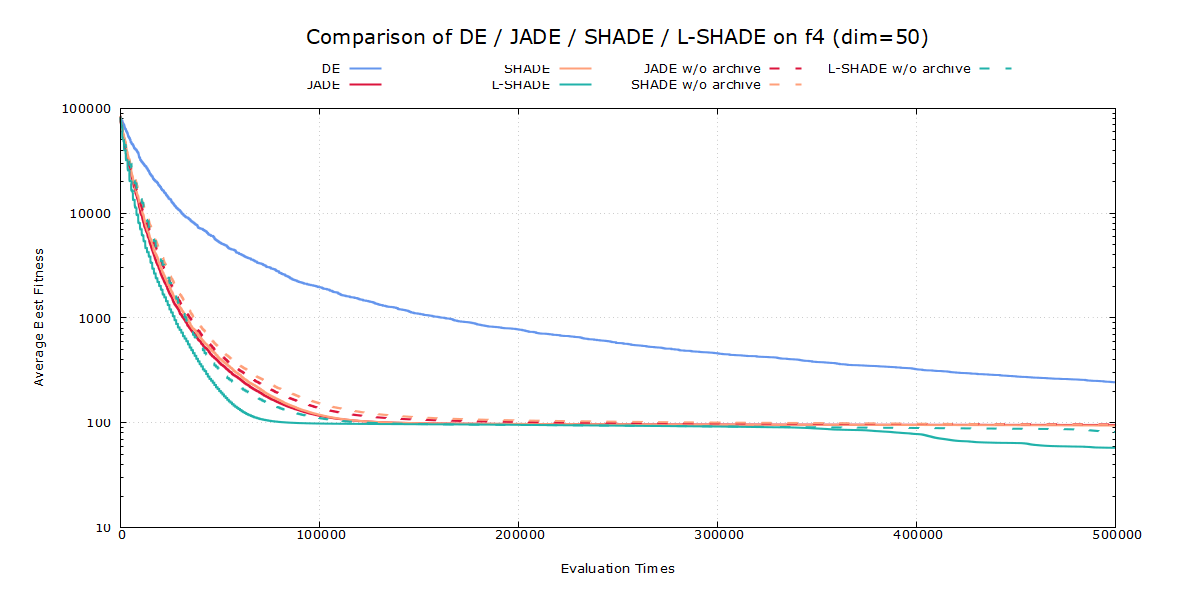 Comparison of DE / JADE / SHADE / L-SHADE on f4 (dim=50)
DE SHADE JADE w/o archive L-SHADE w/o archive
JADE L-SHADE SHADE w/o archive
100000
10000
1000
100
10
Average Best Fitness
0 100000 200000 300000 400000 500000
Evaluation Times